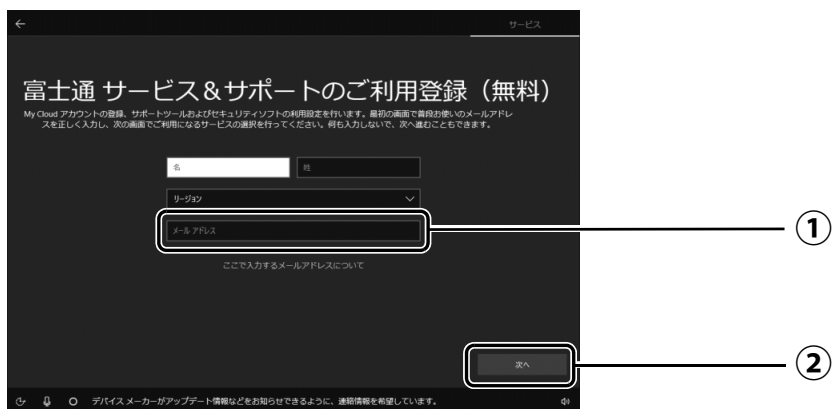 サービス
富士通 サービス＆サポートのご利用登録（無料）
My Cloud アカウントの登録、サポートツールおよびセキュリティソフトの利用設定を行います。最初の画面で普段お使いのメールアドレ
スを正しく入力し、次の画面でご利用になるサービスの選択を行ってください。何も入力しないで、次へ進むこともできます。
名
姓
リージョン
メール アドレス
①
ここで入力するメールアドレスについて
次へ
②
デバイス メーカーがアップデート情報などをお知らせできるように、連絡情報を希望しています。